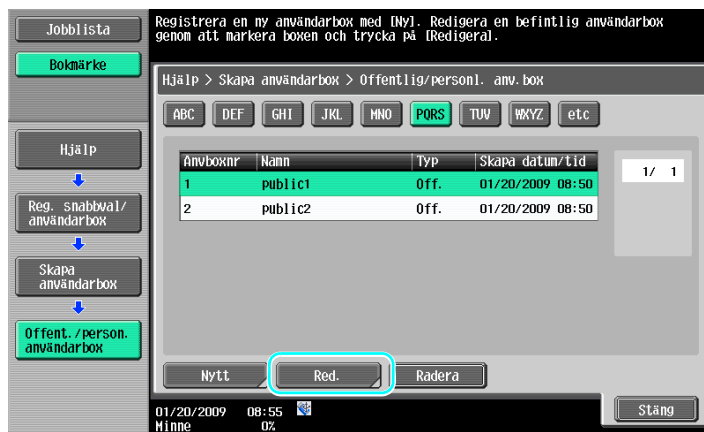 Jobblista
Bokmärke
Registrera en ny användarbox med [Ny]. Redigera en befintlig användarbox
genom att markera boxen och trycka på [Redigera].
Hjälp > Skapa användarbox > Offentlig/personl. anv.box
ABC DEF GHI JKL MNO PQRS TUV WXYZ etc
Hjälp
Reg. snabbval/
användarbox
Skapa
användarbox
Offent./person.
användarbox
Anvboxnr Namn Typ Skapa datum/tid
1 public1 Off. 01/20/2009 08:50
2 public2 Off. 01/20/2009 08:50
1/ 1
Nytt Red. Radera
01/20/2009 08:55
Minne 0%
Stäng